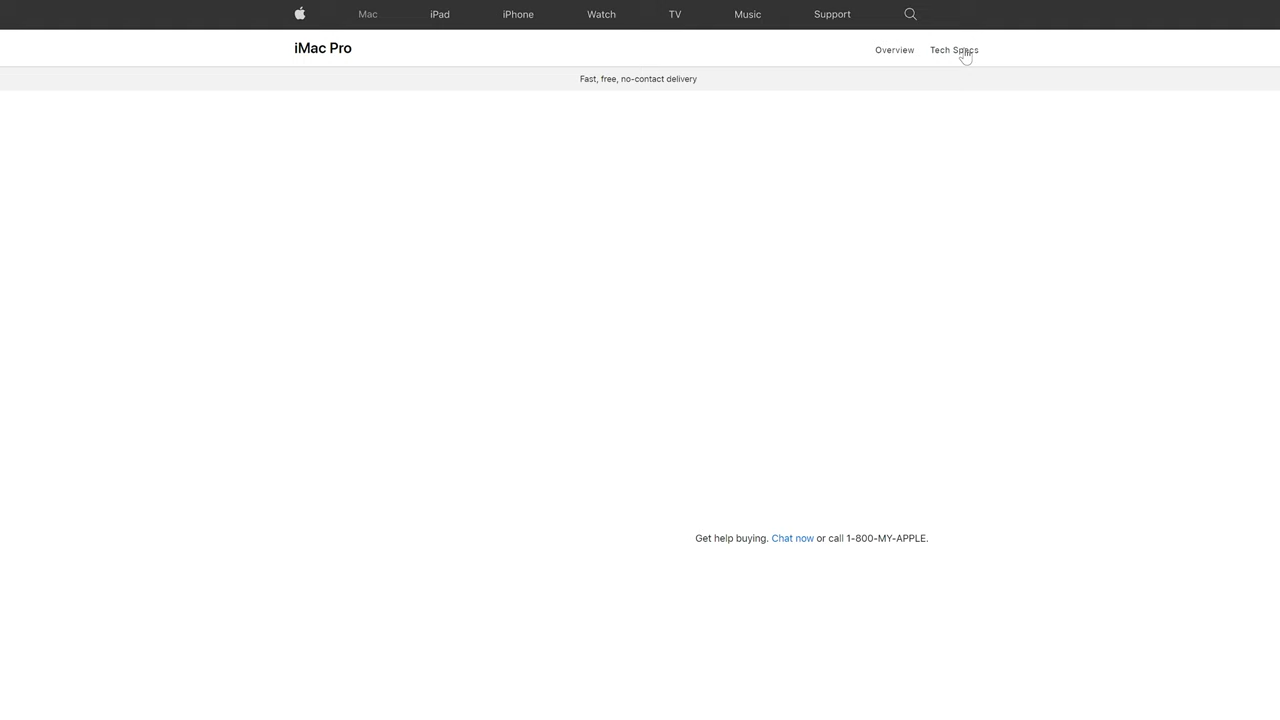 Mac
iPad
iPhone
Watch
TV
Music
Support
iMac Pro
Overview
Tech Specs
Fast, free, no-contact delivery
Get help buying. Chat now or call 1-800-MY-APPLE.